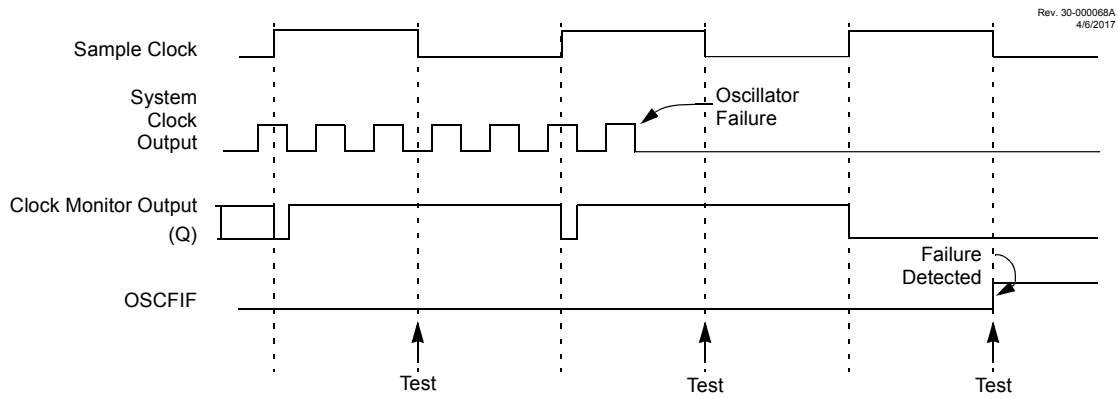 Rev. 30-000068A
4/6/2017
Sample Clock
System
Clock
Output
Oscillator
Failure
Clock Monitor Output
(Q)
Failure
Detected
OSCFIF
Test
Test
Test